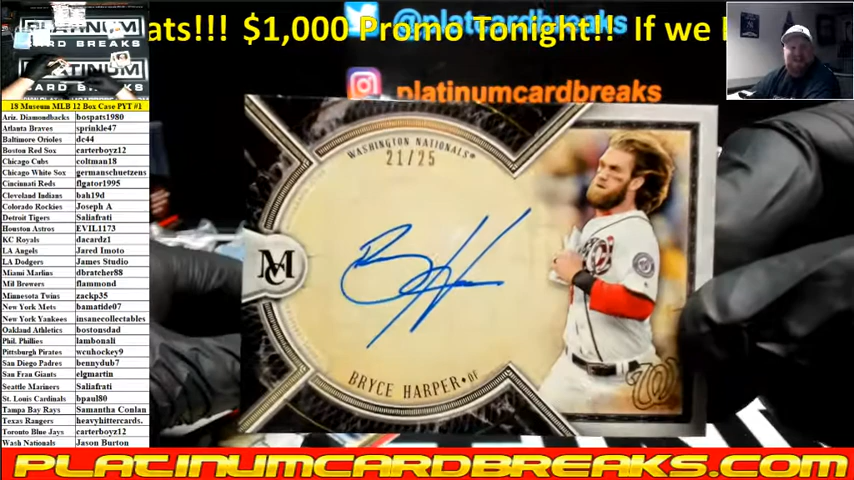 ats!!! $1,000 Promo Tonight!! If we
@platcardbreaks
platinumcardbreaks
PLATINUM
CARD BREAKS
PLATINUM
CARD BREAKS
18 Museum MLB 12 Box Case PYT #1
Ariz. Diamondbacks bospats1980
Atlanta Braves sprinkle47
Baltimore Orioles dc44
Boston Red Sox carterboyz12
Chicago Cubs coltman18
Chicago White Sox germanschuetzens
Cincinnati Reds flgator1995
Cleveland Indians bah19d
Colorado Rockies Joseph A
Detroit Tigers Saliafrati
Houston Astros EVIL1173
KC Royals dacardz1
LA Angels Jared Imoto
LA Dodgers James Studio
Miami Marlins dbratcher88
Mil Brewers flammond
Minnesota Twins zackp35
New York Mets bamatide07
New York Yankees insanecollectables
Oakland Athletics bostonsdad
Phil. Phillies lambonali
Pittsburgh Pirates wcuhockey9
San Diego Padres bennydub7
San Fran Giants elgmartin
Seattle Mariners Saliafrati
St. Louis Cardinals bpaul80
Tampa Bay Rays Samantha Conlan
Texas Rangers heavyhittercards.
Toronto Blue Jays carterboyz12
Wash Nationals Jason Burton
WASHINGTON NATIONALS®
21/25
MC
BRYCE HARPER • OF
W
PLATINUMCARDBREAKS.COM